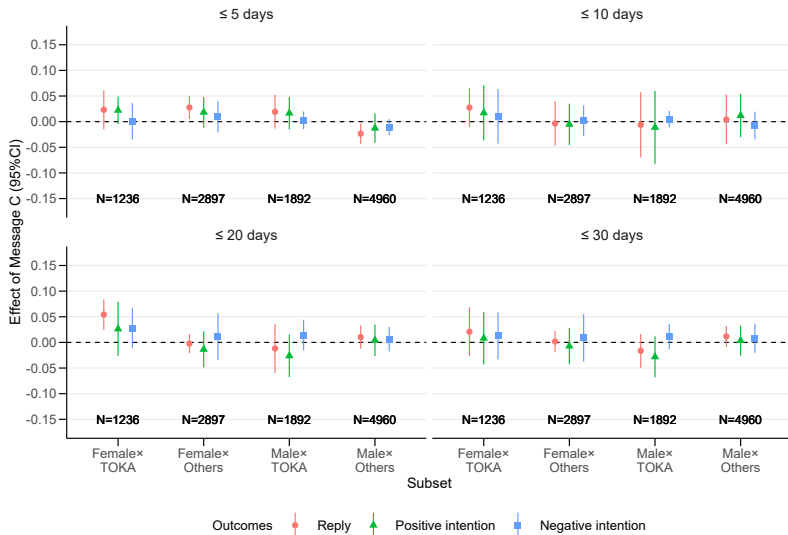 ≤ 5 days
≤ 10 days
0.15
0.10
0.05
0.00
-0.05
-0.10
-0.15
N=1236 N=2897 N=1892 N=4960
N=1236 N=2897 N=1892 N=4960
≤ 20 days
≤ 30 days
0.15
0.10
0.05
0.00
-0.05
-0.10
-0.15
N=1236 N=2897 N=1892 N=4960
N=1236 N=2897 N=1892 N=4960
Effect of Message C (95%CI)
Female× Female× Male× Male×
TOKA Others TOKA Others
Female× Female× Male× Male×
TOKA Others TOKA Others
Subset
Outcomes Reply Positive intention Negative intention